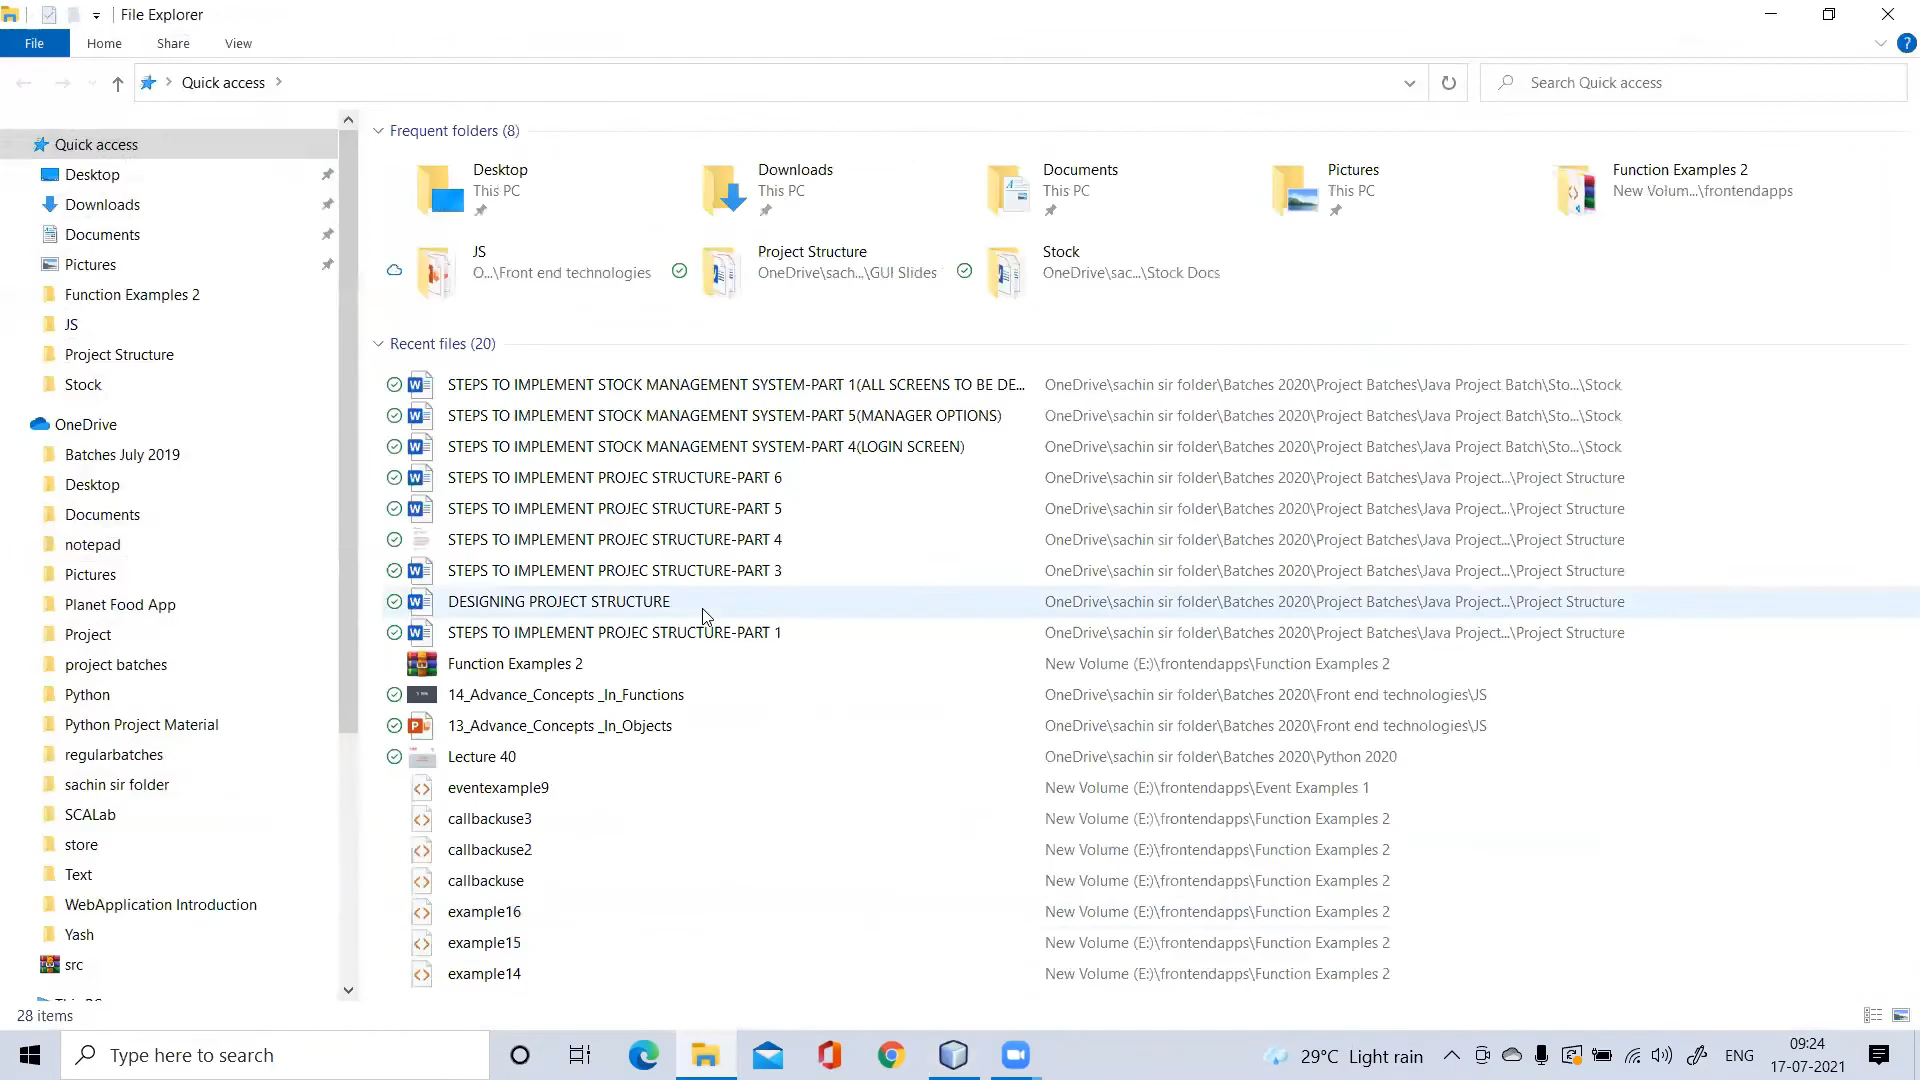 File Explorer
File Home Share View
Quick access
Search Quick access
Quick access
Desktop
Downloads
Documents
Pictures
Function Examples 2
JS
Project Structure
Stock
OneDrive
Batches July 2019
Desktop
Documents
notepad
Pictures
Planet Food App
Project
project batches
Python
Python Project Material
regularbatches
sachin sir folder
SCALab
store
Text
WebApplication Introduction
Yash
src
Frequent folders (8)
Desktop
This PC
Downloads
This PC
Documents
This PC
Pictures
This PC
Function Examples 2
New Volum...\frontendapps
JS
O...\Front end technologies
Project Structure
OneDrive\sach...\GUI Slides
Stock
OneDrive\sac...\Stock Docs
Recent files (20)
STEPS TO IMPLEMENT STOCK MANAGEMENT SYSTEM-PART 1(ALL SCREENS TO BE DE... OneDrive\sachin sir folder\Batches 2020\Project Batches\Java Project Batch\Sto...\Stock
STEPS TO IMPLEMENT STOCK MANAGEMENT SYSTEM-PART 5(MANAGER OPTIONS) OneDrive\sachin sir folder\Batches 2020\Project Batches\Java Project Batch\Sto...\Stock
STEPS TO IMPLEMENT STOCK MANAGEMENT SYSTEM-PART 4(LOGIN SCREEN) OneDrive\sachin sir folder\Batches 2020\Project Batches\Java Project Batch\Sto...\Stock
STEPS TO IMPLEMENT PROJEC STRUCTURE-PART 6 OneDrive\sachin sir folder\Batches 2020\Project Batches\Java Project...\Project Structure
STEPS TO IMPLEMENT PROJEC STRUCTURE-PART 5 OneDrive\sachin sir folder\Batches 2020\Project Batches\Java Project...\Project Structure
STEPS TO IMPLEMENT PROJEC STRUCTURE-PART 4 OneDrive\sachin sir folder\Batches 2020\Project Batches\Java Project...\Project Structure
STEPS TO IMPLEMENT PROJEC STRUCTURE-PART 3 OneDrive\sachin sir folder\Batches 2020\Project Batches\Java Project...\Project Structure
DESIGNING PROJECT STRUCTURE OneDrive\sachin sir folder\Batches 2020\Project Batches\Java Project...\Project Structure
STEPS TO IMPLEMENT PROJEC STRUCTURE-PART 1 OneDrive\sachin sir folder\Batches 2020\Project Batches\Java Project...\Project Structure
Function Examples 2 New Volume (E:)\frontendapps\Function Examples 2
14_Advance_Concepts _In_Functions OneDrive\sachin sir folder\Batches 2020\Front end technologies\JS
13_Advance_Concepts _In_Objects OneDrive\sachin sir folder\Batches 2020\Front end technologies\JS
Lecture 40 OneDrive\sachin sir folder\Batches 2020\Python 2020
eventexample9 New Volume (E:)\frontendapps\Event Examples 1
callbackuse3 New Volume (E:)\frontendapps\Function Examples 2
callbackuse2 New Volume (E:)\frontendapps\Function Examples 2
callbackuse New Volume (E:)\frontendapps\Function Examples 2
example16 New Volume (E:)\frontendapps\Function Examples 2
example15 New Volume (E:)\frontendapps\Function Examples 2
example14 New Volume (E:)\frontendapps\Function Examples 2
28 items
Type here to search
29°C Light rain
ENG
09:24
17-07-2021